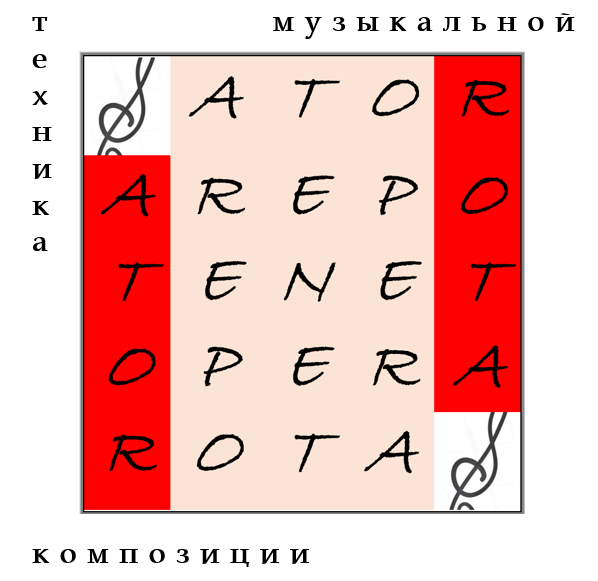 техника
музыкальной
ATOR
AREPO
TENET
OPERA
ROTA
композиции